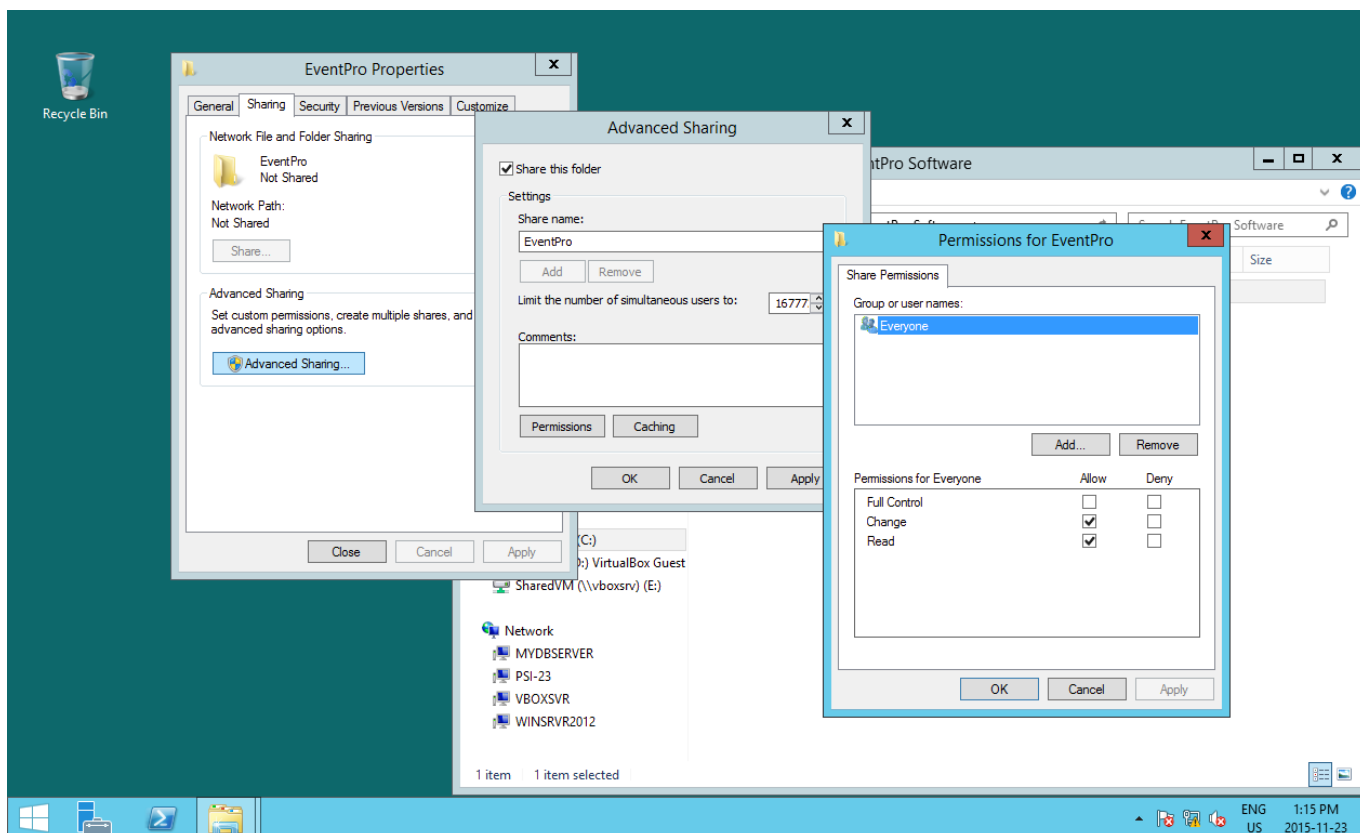 Recycle Bin
EventPro Properties
x
General Sharing Security Previous Versions Customize
Network File and Folder Sharing
EventPro
Not Shared
Network Path:
Not Shared
Share...
Advanced Sharing
Set custom permissions, create multiple shares, and
advanced sharing options.
Advanced Sharing...
Close Cancel Apply
Advanced Sharing
x
Share this folder
Settings
Share name:
EventPro
Add Remove
Limit the number of simultaneous users to: 16777
Comments:
Permissions Caching
OK Cancel Apply
ntPro Software
x
Software
Size
Permissions for EventPro
x
Share Permissions
Group or user names:
Everyone
Add... Remove
Permissions for Everyone Allow Deny
Full Control
Change
Read
OK Cancel Apply
(C:)
:) VirtualBox Guest
SharedVM (\\vboxsrv) (E:)
Network
MYDBSERVER
PSI-23
VBOXSVR
WINSRVR2012
1 item 1 item selected
ENG 1:15 PM
US 2015-11-23